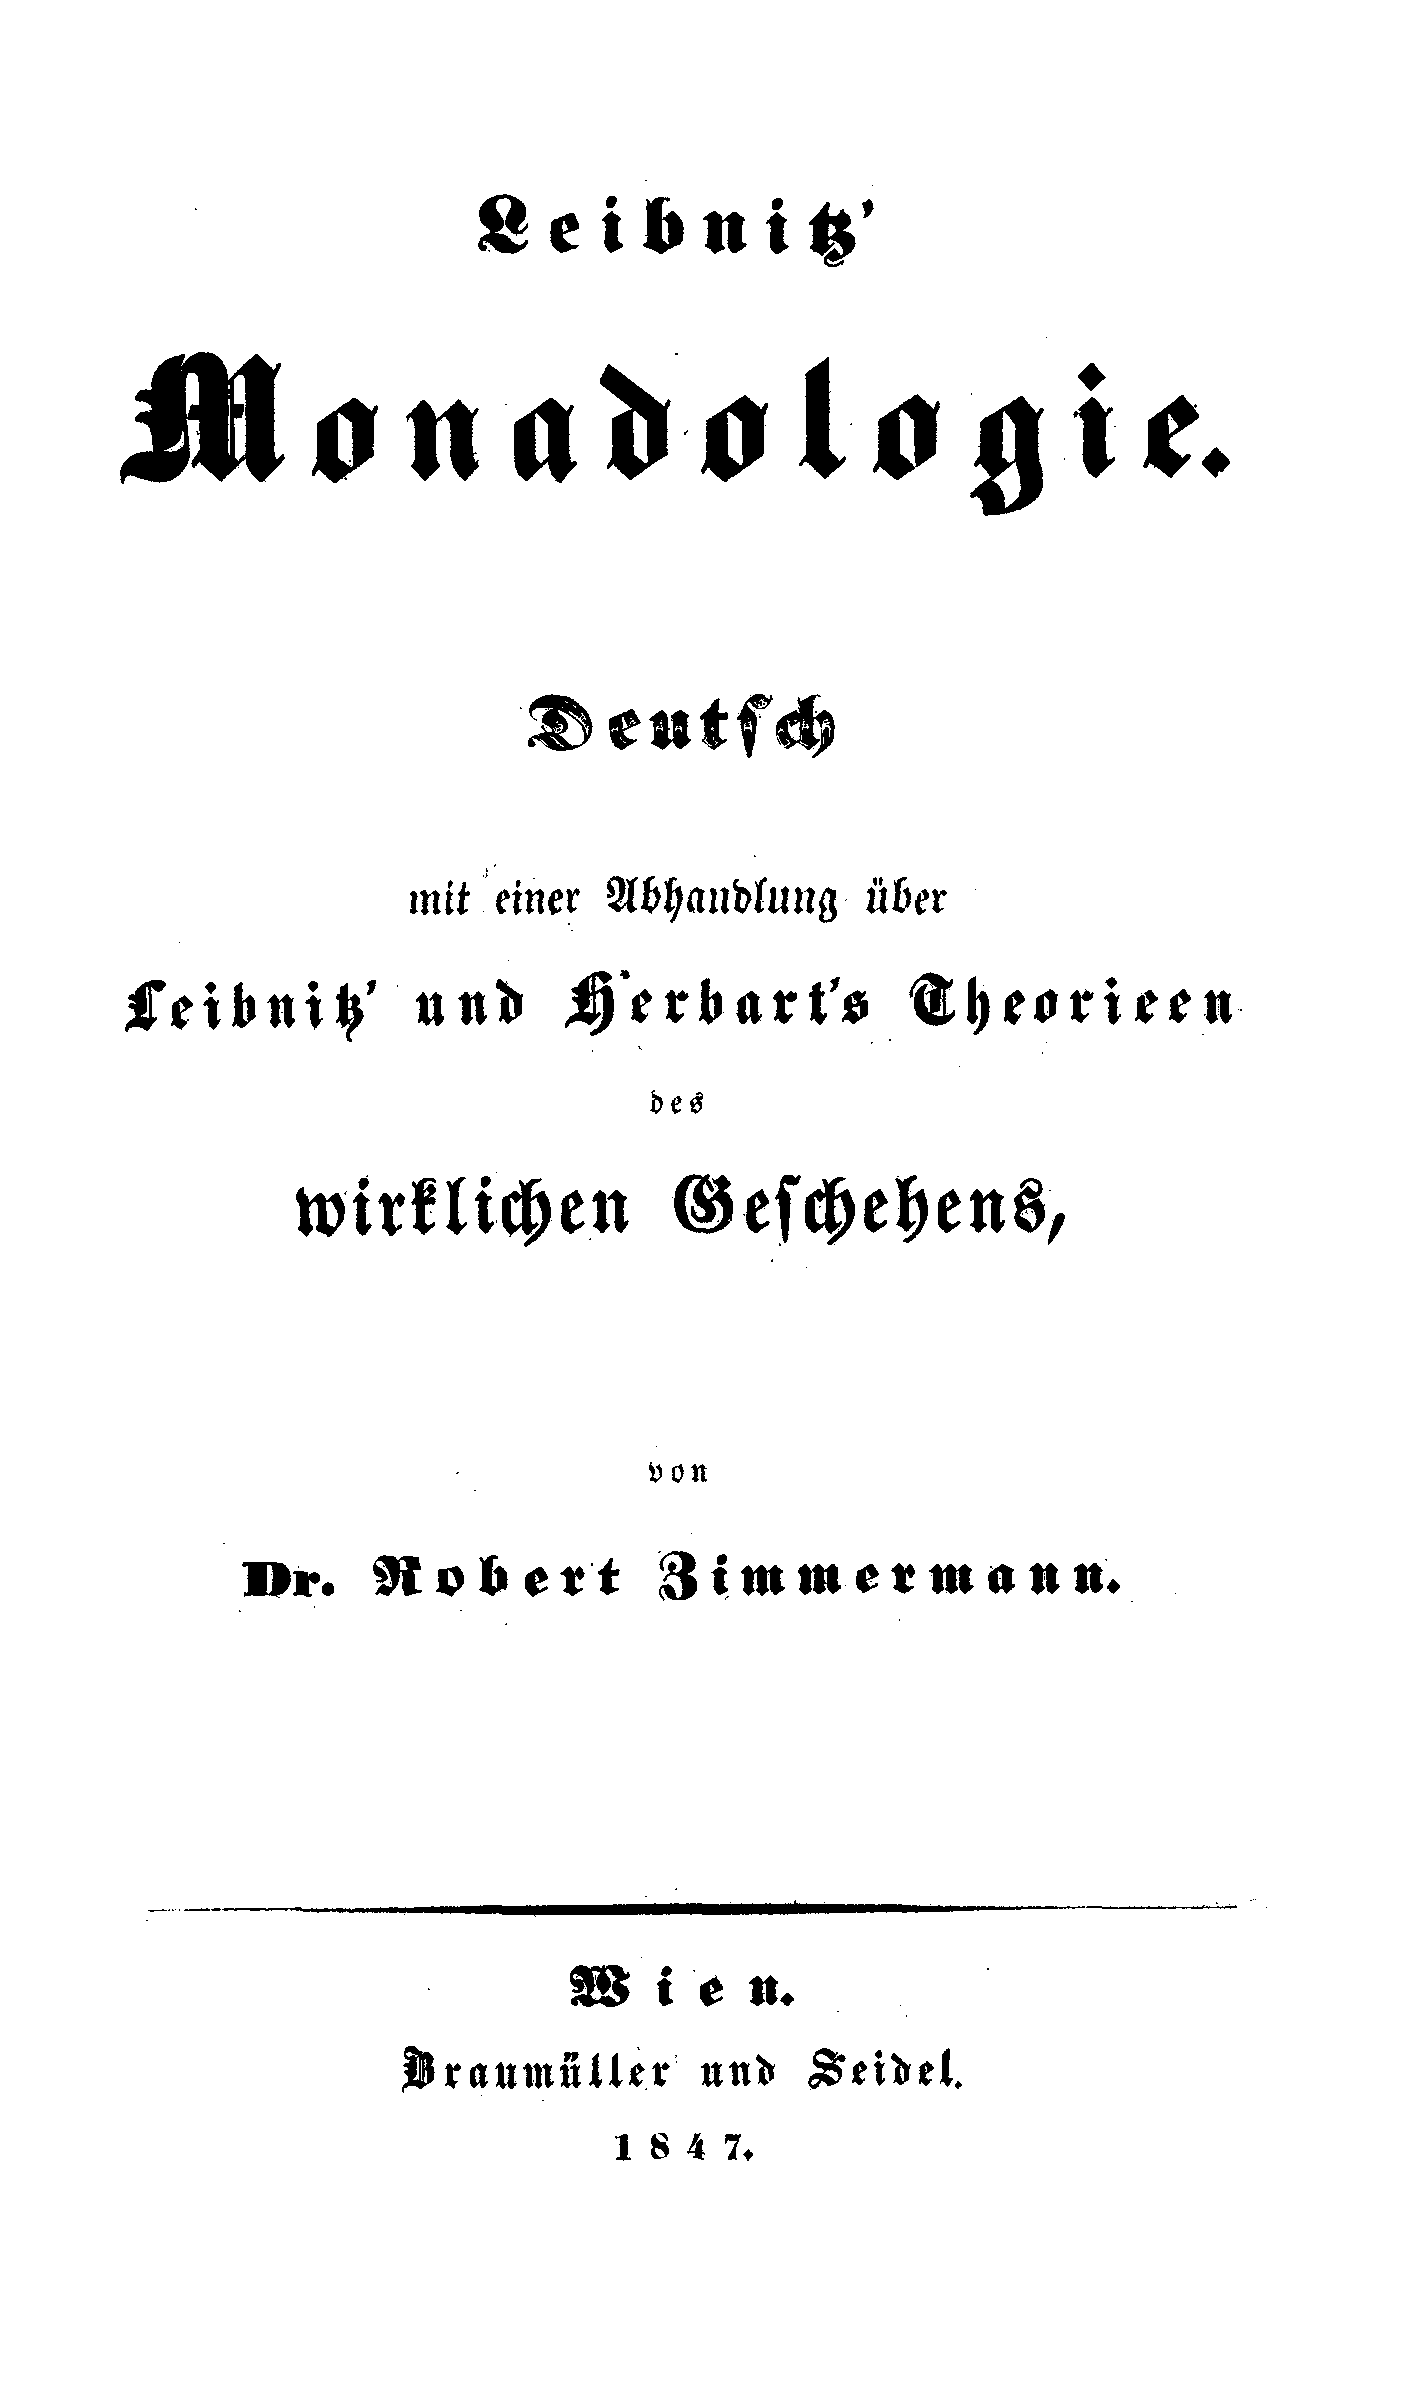 Leibnitz'
Monadologie.
Deutsch
mit einer Abhandlung über
Leibnitz' und Herbart's Theorieen
des
wirklichen Geschehens,
von
Dr. Robert Zimmermann.
Wien.
Braumüller und Seidel.
1847.